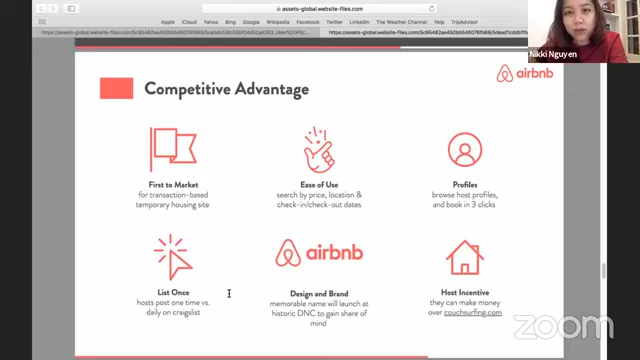 assets-global.website-files.com
iCloud Yahoo Bing Google Wikipedia Facebook Twitter LinkedIn The Weather Channel Yelp TripAdvisor
Nikki Nguyen
airbnb
Competitive Advantage
First to Market
for transaction-based
temporary housing site
Ease of Use
search by price, location &
check-in/check-out dates
Profiles
browse host profiles,
and book in 3 clicks
List Once
hosts post one time vs.
daily on craigslist
airbnb
Design and Brand
memorable name will launch at
historic DNC to gain share of
mind
Host Incentive
they can make money
over couchsurfing.com
zoom